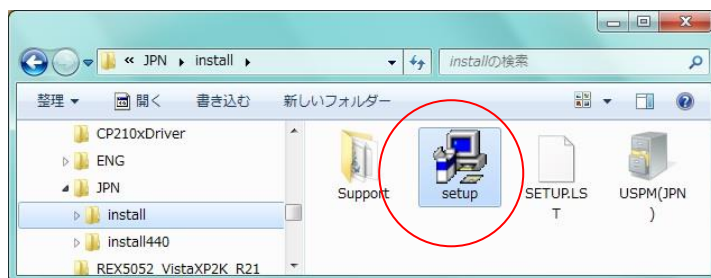 « JPN ▸ install ▸
installの検索
整理 ▼ 開く 書き込む 新しいフォルダー
CP210xDriver
ENG
JPN
install
install440
REX5052_VistaXP2K_R21
Support
setup
SETUP.LS
T
USPM(JPN
)